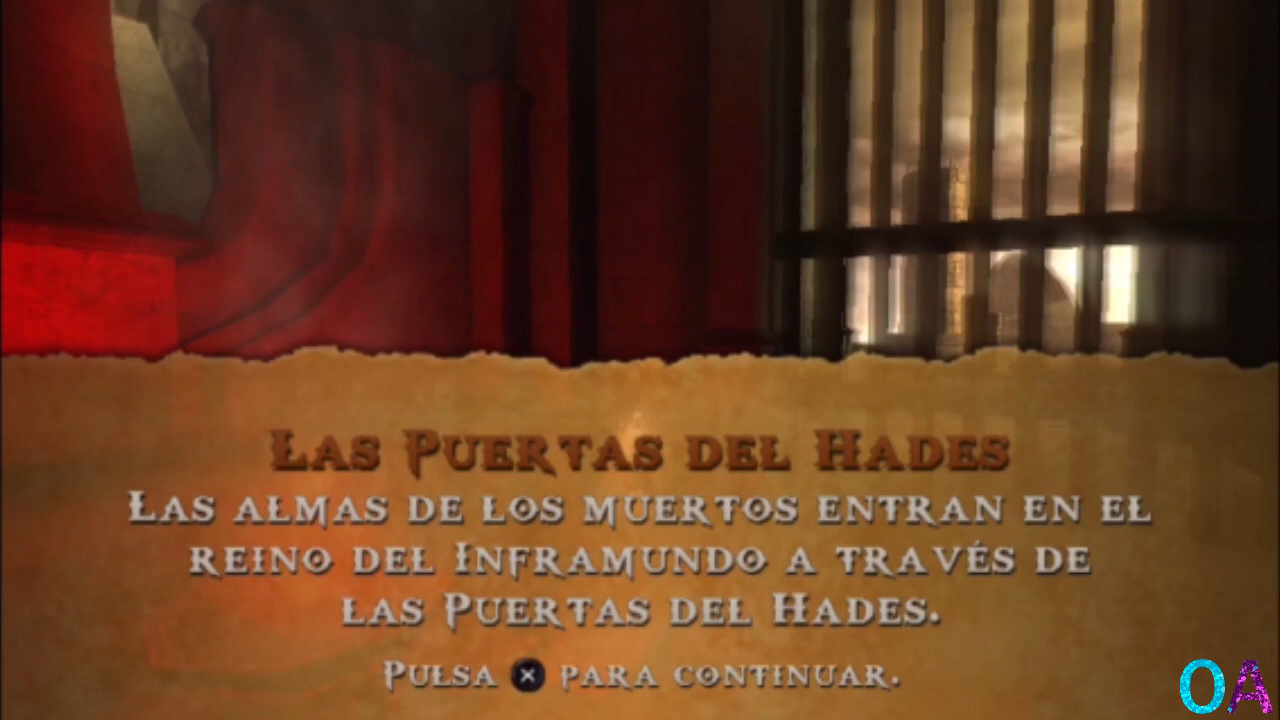 Las Puertas del Hades
Las almas de los muertos entran en el
reino del Inframundo a través de
las Puertas del Hades.
Pulsa ✕ para continuar.
OA